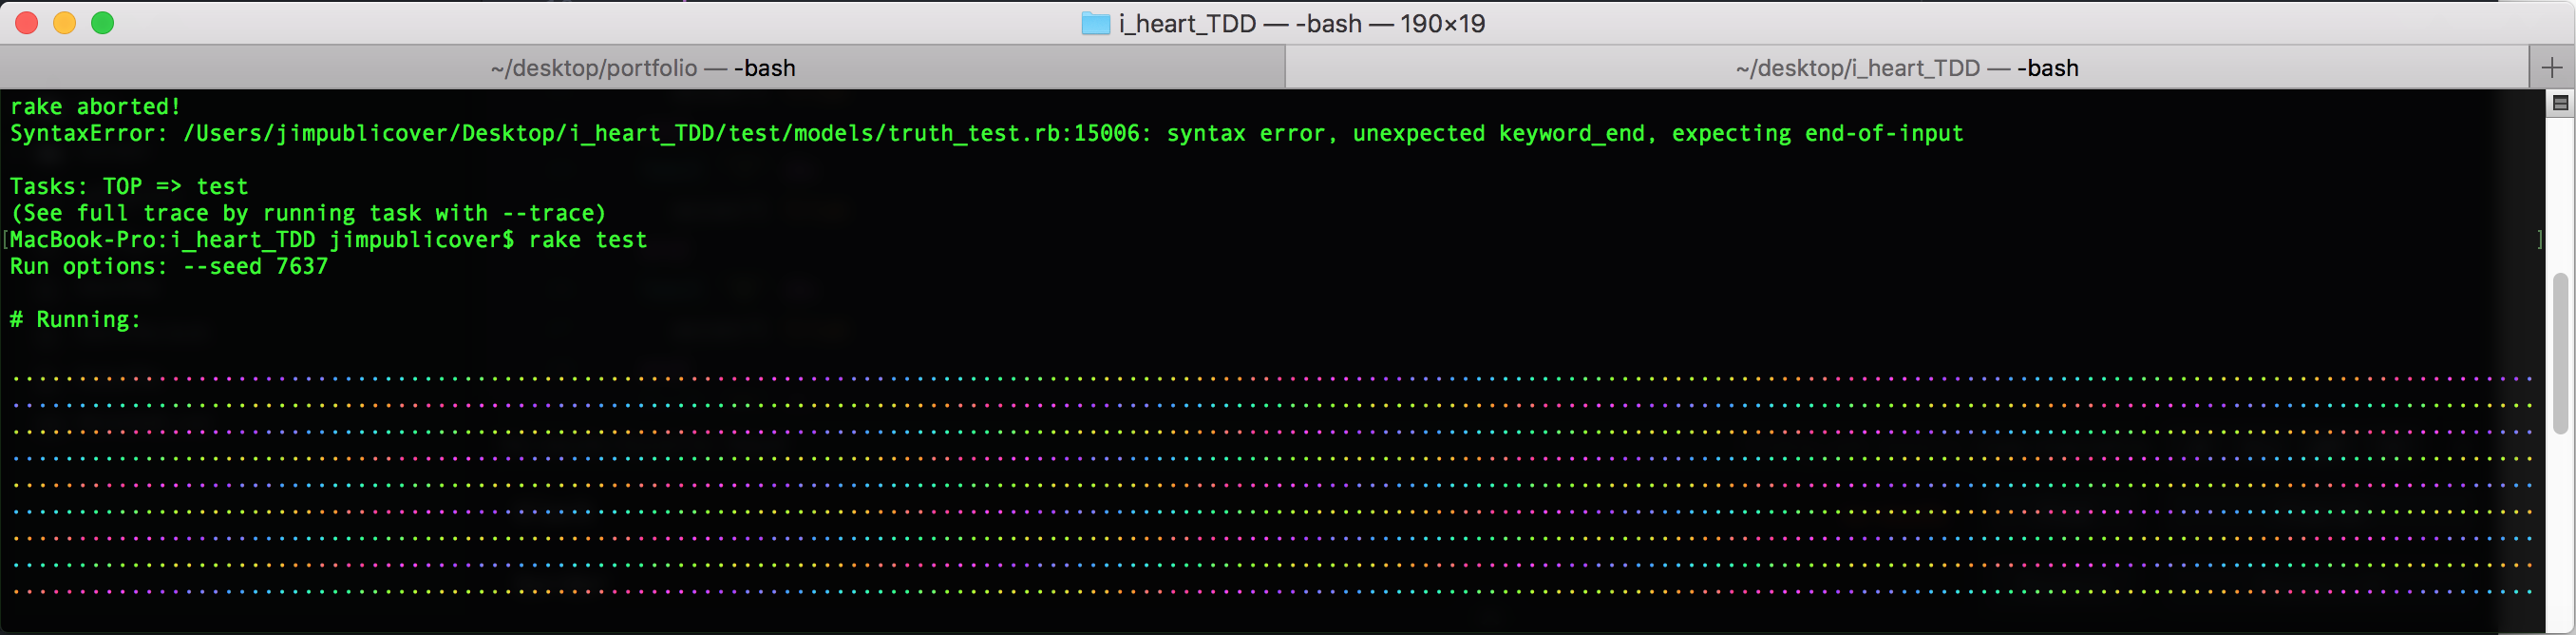 i_heart_TDD — -bash — 190×19
~/desktop/portfolio — -bash
~/desktop/i_heart_TDD — -bash
rake aborted!
SyntaxError: /Users/jimpublicover/Desktop/i_heart_TDD/test/models/truth_test.rb:15006: syntax error, unexpected keyword_end, expecting end-of-input
Tasks: TOP => test
(See full trace by running task with --trace)
[MacBook-Pro:i_heart_TDD jimpublicover$ rake test ]
Run options: --seed 7637
# Running: